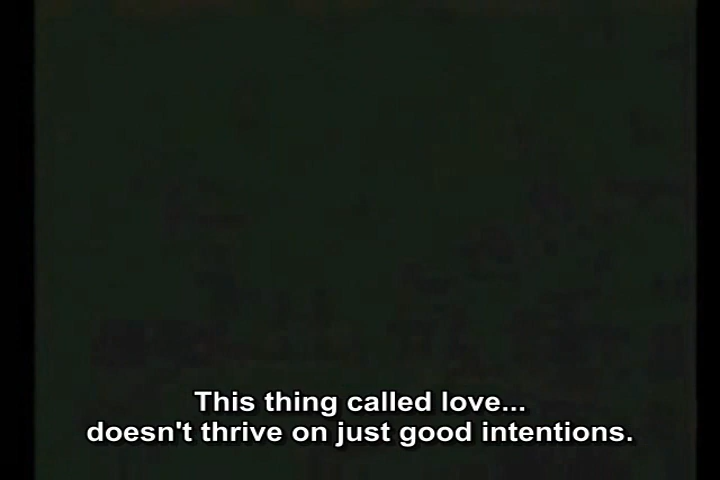 This thing called love...
doesn't thrive on just good intentions.